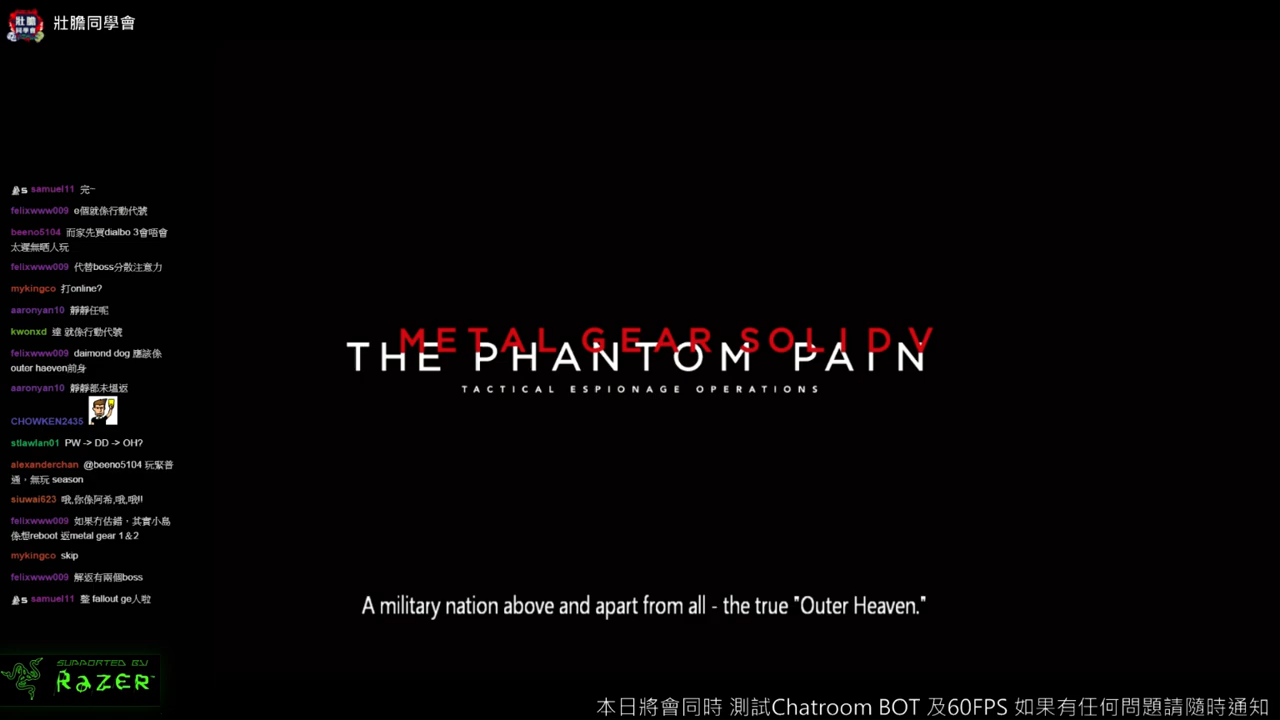 壯膽同學會
samuel11 完~
felixwww009 e個就係行動代號
beeno5104 而家先買dialbo 3會唔會
太遲無晒人玩
felixwww009 代替boss分散注意力
mykingco 打online?
aaronyan10 靜靜任呢
kwonxd 達 就係行動代號
felixwww009 daimond dog 應該係
outer haeven前身
aaronyan10 靜靜都未塭返
CHOWKEN2435
stlawlan01 PW -> DD -> OH?
alexanderchan @beeno5104 玩緊普
通，無玩 season
siuwai623 哦,你係阿希,哦,哦!!
felixwww009 如果冇估錯，其實小島
係想reboot 返metal gear 1＆2
mykingco skip
felixwww009 解返有兩個boss
samuel11 整 fallout ge人啦
METAL GEAR SOLID V
THE PHANTOM PAIN
TACTICAL ESPIONAGE OPERATIONS
A military nation above and apart from all - the true "Outer Heaven."
SUPPORTED BY
RAZER
本日將會同時 測試Chatroom BOT 及60FPS 如果有任何問題請隨時通知